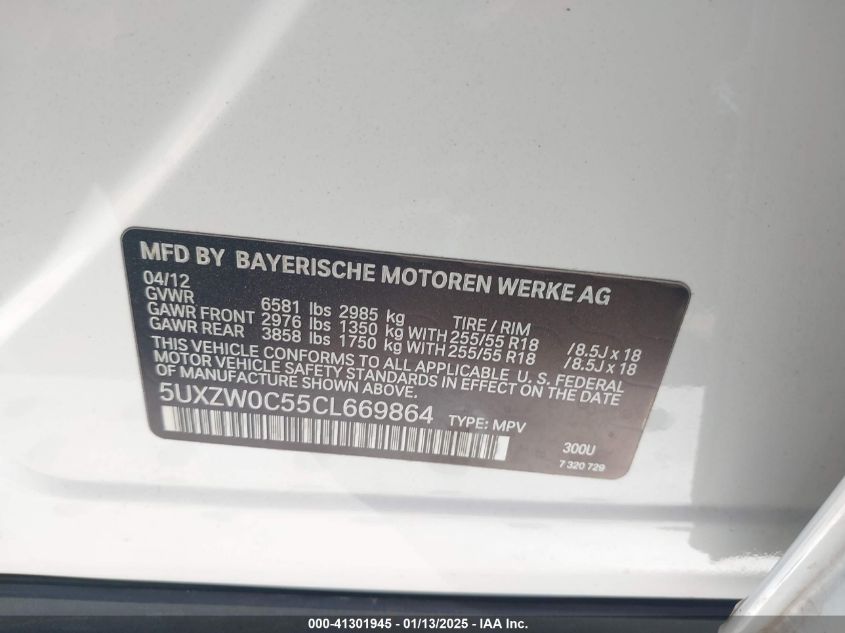 MFD BY BAYERISCHE MOTOREN WERKE AG
04/12
GVWR 6581 lbs 2985 kg TIRE / RIM
GAWR FRONT 2976 lbs 1350 kg WITH 255/55 R18 /8.5J x 18
GAWR REAR 3858 lbs 1750 kg WITH 255/55 R18 /8.5J x 18
THIS VEHICLE CONFORMS TO ALL APPLICABLE U. S. FEDERAL
MOTOR VEHICLE SAFETY STANDARDS IN EFFECT ON THE DATE
OF MANUFACTURE SHOWN ABOVE.
5UXZW0C55CL669864 TYPE: MPV
300U
7 320 729
000-41301945 — 01/13/2025 — IAA Inc.